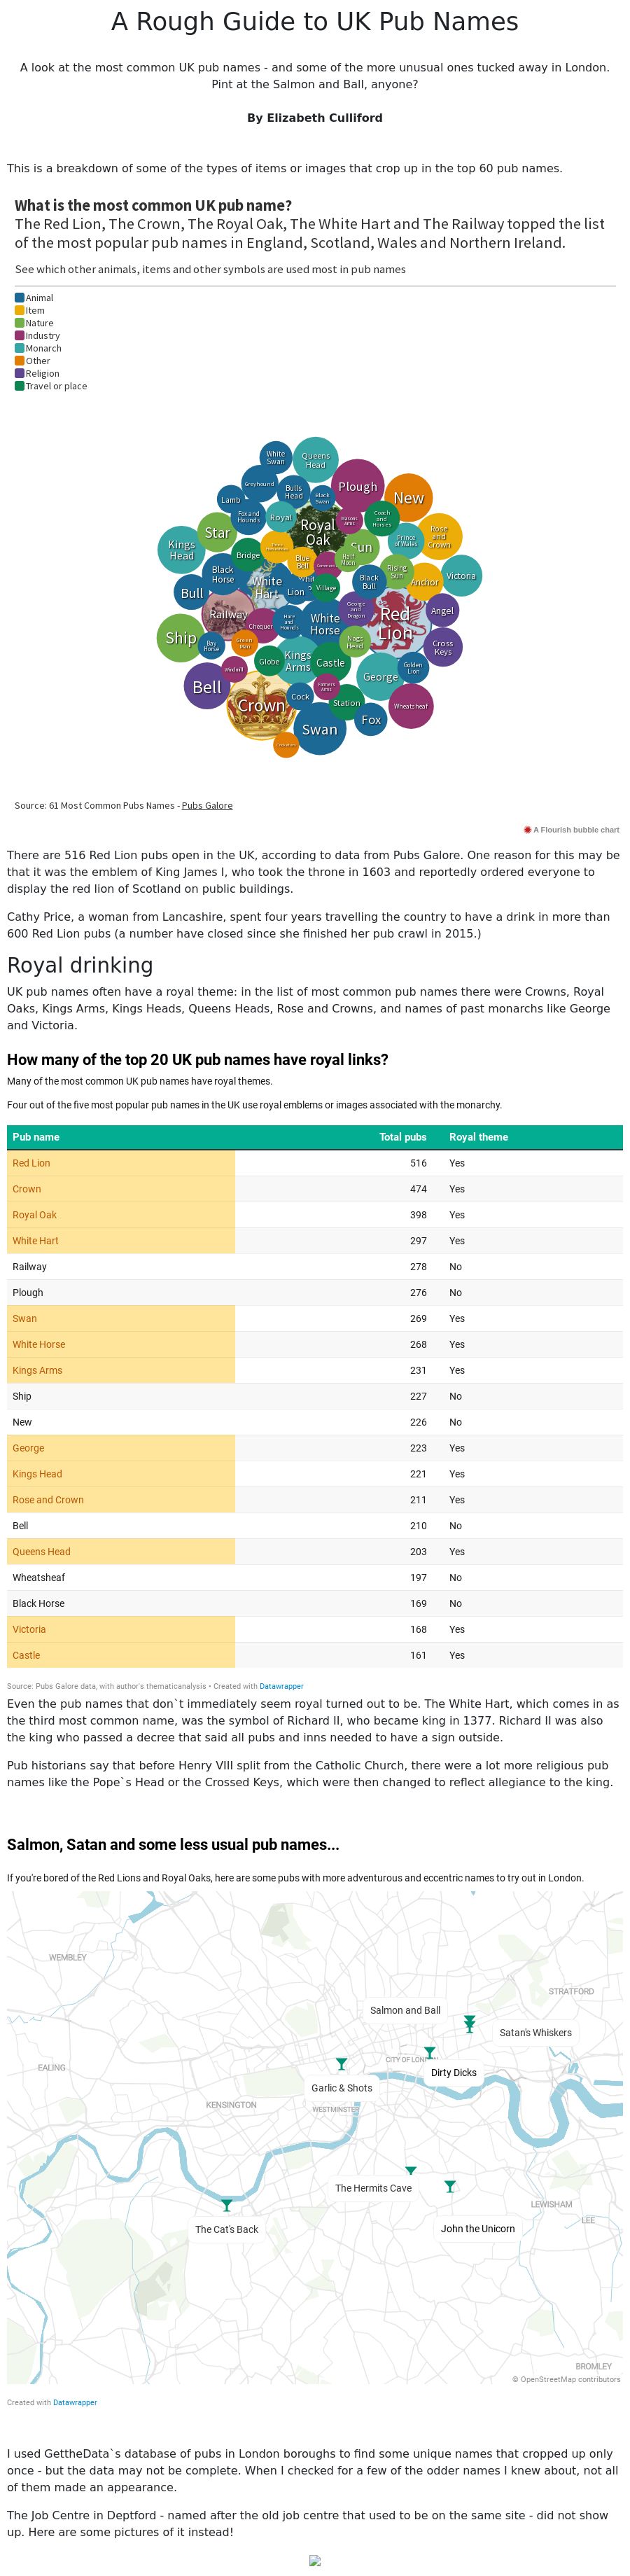 A Rough Guide to UK Pub Names
A look at the most common UK pub names - and some of the more unusual ones tucked away in London.
Pint at the Salmon and Ball, anyone?
By Elizabeth Culliford
This is a breakdown of some of the types of items or images that crop up in the top 60 pub names.
What is the most common UK pub name?
The Red Lion, The Crown, The Royal Oak, The White Hart and The Railway topped the list
of the most popular pub names in England, Scotland, Wales and Northern Ireland.
See which other animals, items and other symbols are used most in pub names
Animal
Item
Nature
Industry
Monarch
Other
Religion
Travel or place
White
Swan
Queens
Head
Greyhound
Bulls
Head
Black
Swan
Plough
New
Lamb
Fox and
Hounds
Royal
Royal
Oak
Masons
Arms
Coach
and
Horses
Rose
and
Crown
Star
Kings
Head
Bridge
Blue
Bell
Sun
Half
Moon
Prince
of Wales
Rising
Sun
Anchor
Victoria
Black
Horse
White
Hart
Lion
Village
Black
Bull
Bull
Railway
Chequers
Hare
and
Hounds
White
Horse
George
and
Dragon
Red
Lion
Angel
Ship
Bay
Horse
Green
Man
Nags
Head
Cross
Keys
Windmill
Globe
Kings
Arms
Castle
George
Golden
Lion
Bell
Crown
Cock
Farmers
Arms
Station
Wheatsheaf
Swan
Fox
Source: 61 Most Common Pubs Names - Pubs Galore
A Flourish bubble chart
There are 516 Red Lion pubs open in the UK, according to data from Pubs Galore. One reason for this may be
that it was the emblem of King James I, who took the throne in 1603 and reportedly ordered everyone to
display the red lion of Scotland on public buildings.
Cathy Price, a woman from Lancashire, spent four years travelling the country to have a drink in more than
600 Red Lion pubs (a number have closed since she finished her pub crawl in 2015.)
Royal drinking
UK pub names often have a royal theme: in the list of most common pub names there were Crowns, Royal
Oaks, Kings Arms, Kings Heads, Queens Heads, Rose and Crowns, and names of past monarchs like George
and Victoria.
How many of the top 20 UK pub names have royal links?
Many of the most common UK pub names have royal themes.
Four out of the five most popular pub names in the UK use royal emblems or images associated with the monarchy.
Pub name Total pubs Royal theme
Red Lion 516 Yes
Crown 474 Yes
Royal Oak 398 Yes
White Hart 297 Yes
Railway 278 No
Plough 276 No
Swan 269 Yes
White Horse 268 Yes
Kings Arms 231 Yes
Ship 227 No
New 226 No
George 223 Yes
Kings Head 221 Yes
Rose and Crown 211 Yes
Bell 210 No
Queens Head 203 Yes
Wheatsheaf 197 No
Black Horse 169 No
Victoria 168 Yes
Castle 161 Yes
Source: Pubs Galore data, with author's thematicanalysis • Created with Datawrapper
Even the pub names that don`t immediately seem royal turned out to be. The White Hart, which comes in as
the third most common name, was the symbol of Richard II, who became king in 1377. Richard II was also
the king who passed a decree that said all pubs and inns needed to have a sign outside.
Pub historians say that before Henry VIII split from the Catholic Church, there were a lot more religious pub
names like the Pope`s Head or the Crossed Keys, which were then changed to reflect allegiance to the king.
Salmon, Satan and some less usual pub names...
If you're bored of the Red Lions and Royal Oaks, here are some pubs with more adventurous and eccentric names to try out in London.
WEMBLEY
STRATFORD
Salmon and Ball
Satan's Whiskers
CITY OF LONDON
EALING
Dirty Dicks
Garlic & Shots
KENSINGTON
WESTMINSTER
The Hermits Cave
LEWISHAM
LEE
The Cat's Back
John the Unicorn
BROMLEY
© OpenStreetMap contributors
Created with Datawrapper
I used GettheData`s database of pubs in London boroughs to find some unique names that cropped up only
once - but the data may not be complete. When I checked for a few of the odder names I knew about, not all
of them made an appearance.
The Job Centre in Deptford - named after the old job centre that used to be on the same site - did not show
up. Here are some pictures of it instead!